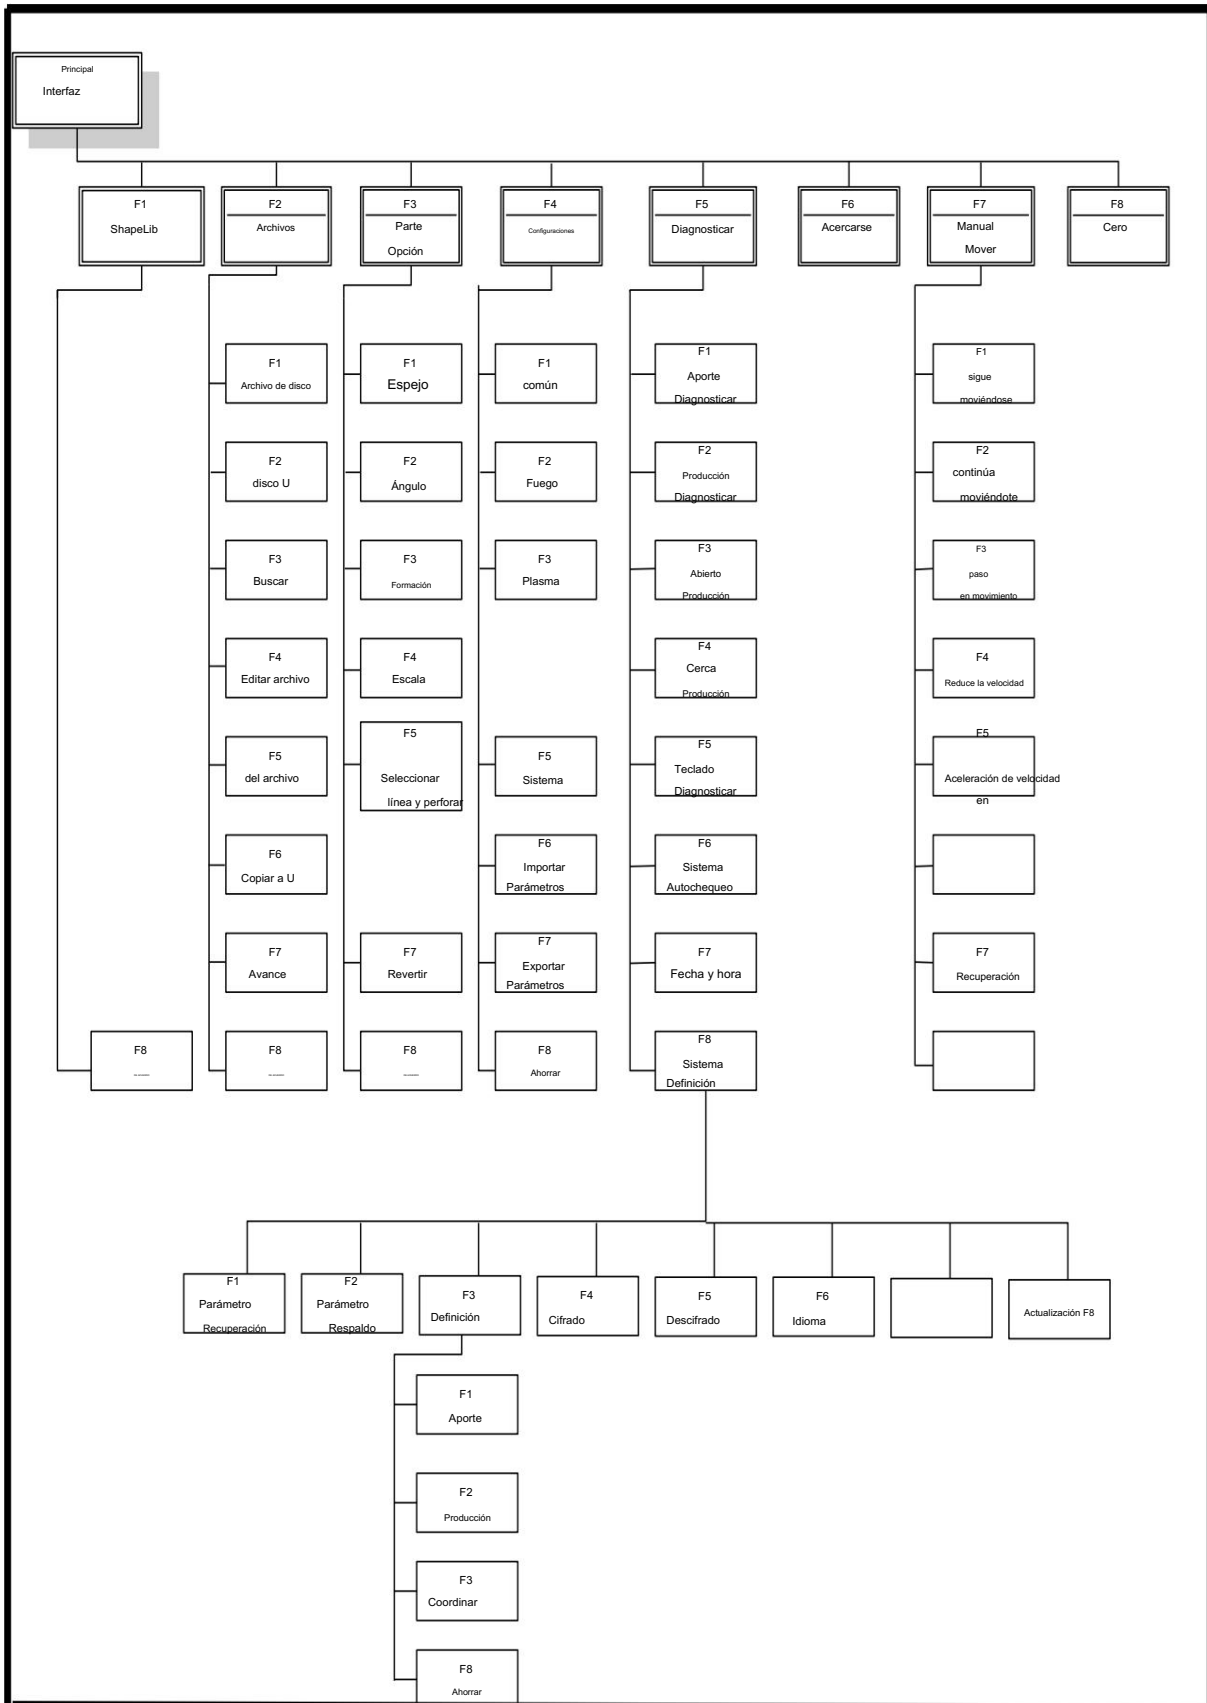 Principal
Interfaz
F1
ShapeLib
F2
Archivos
F3
Parte
Opción
F4
Configuraciones
F5
Diagnosticar
F6
Acercarse
F7
Manual
Mover
F8
Cero
F8
-----
F1
Archivo de disco
F2
disco U
F3
Buscar
F4
Editar archivo
F5
del archivo
F6
Copiar a U
F7
Avance
F8
-----
F1
Espejo
F2
Ángulo
F3
Formación
F4
Escala
F5
Seleccionar
línea y perforar
F7
Revertir
F8
-----
F1
común
F2
Fuego
F3
Plasma
F5
Sistema
F6
Importar
Parámetros
F7
Exportar
Parámetros
F8
Ahorrar
F1
Aporte
Diagnosticar
F2
Producción
Diagnosticar
F3
Abierto
Producción
F4
Cerca
Producción
F5
Teclado
Diagnosticar
F6
Sistema
Autochequeo
F7
Fecha y hora
F8
Sistema
Definición
F1
sigue
moviéndose
F2
continúa
moviéndote
F3
paso
en movimiento
F4
Reduce la velocidad
F5
Aceleración de velocidad
en
F7
Recuperación
F1
Parámetro
Recuperación
F2
Parámetro
Respaldo
F3
Definición
F4
Cifrado
F5
Descifrado
F6
Idioma
Actualización F8
F1
Aporte
F2
Producción
F3
Coordinar
F8
Ahorrar